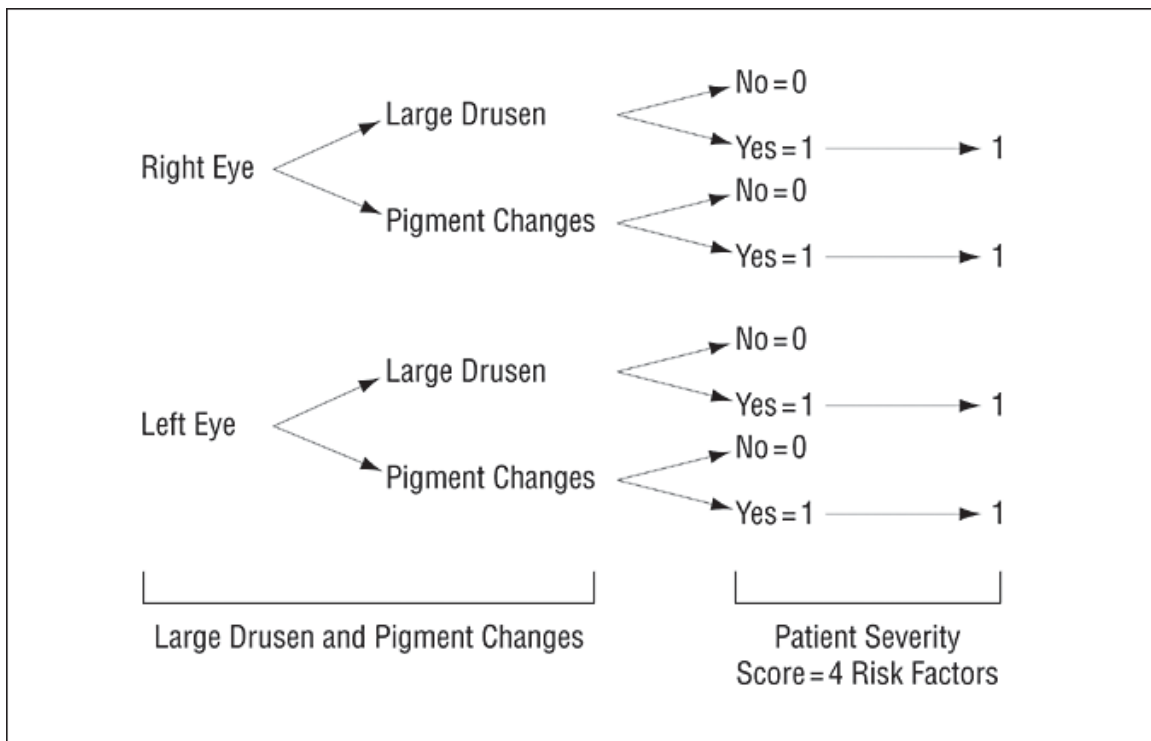 No=0
Large Drusen
Yes=1 1
Right Eye
No=0
Pigment Changes
Yes=1 1
No=0
Large Drusen
Yes=1 1
Left Eye
No=0
Pigment Changes
Yes=1 1
Large Drusen and Pigment Changes
Patient Severity
Score=4 Risk Factors